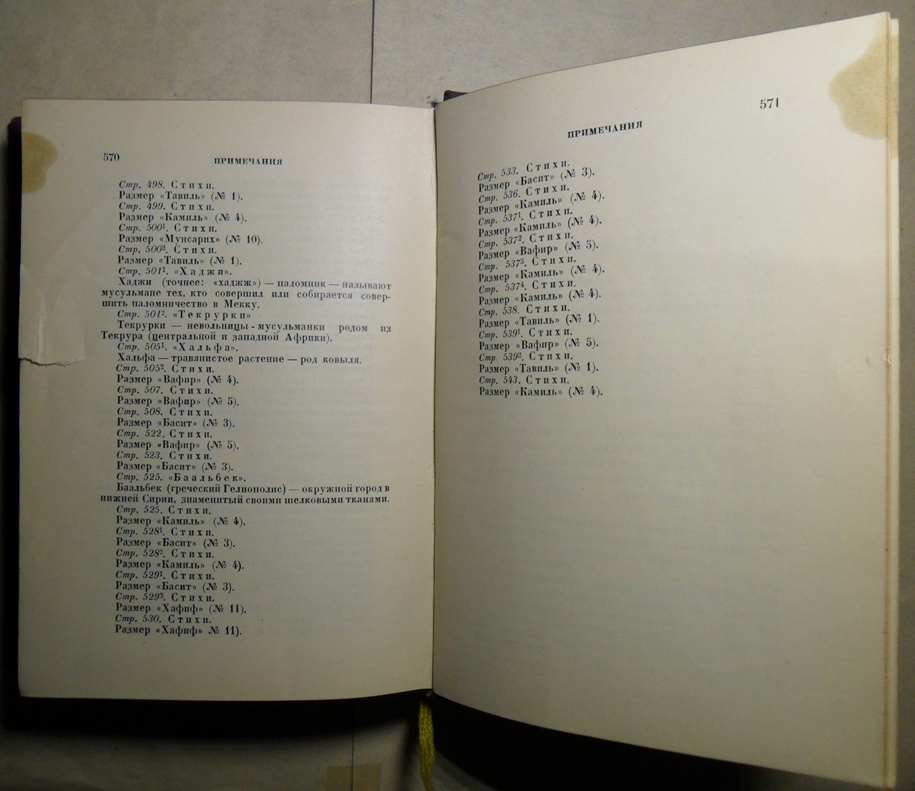 570
ПРИМЕЧАНИЯ
Стр. 498. Стихи.
Размер «Тавиль» (№ 1).
Стр. 499. Стихи.
Размер «Камиль» (№ 4).
Стр. 500¹. Стихи.
Размер «Мунсарих» (№ 10).
Стр. 500². Стихи.
Размер «Тавиль» (№ 1).
Стр. 501¹. «Хаджи».
Хаджи (точнее: «хаджж») — паломник — называют
мусульмане тех, кто совершил или собирается совер-
шить паломничество в Мекку.
Стр. 501². «Текрурки»
Текрурки — невольницы-мусульманки родом из
Текрура (центральной и западной Африки).
Стр. 505¹. «Хальфа».
Хальфа — травянистое растение — род ковыля.
Стр. 505². Стихи.
Размер «Вафир» (№ 4).
Стр. 507. Стихи.
Размер «Вафир» (№ 5).
Стр. 508. Стихи.
Размер «Басит» (№ 3).
Стр. 522. Стихи.
Размер «Вафир» (№ 5).
Стр. 523. Стихи.
Размер «Басит» (№ 3).
Стр. 525. «Баальбек».
Баальбек (греческий Гелиополис) — окружной город в
нижней Сирии, знаменитый своими шелковыми тканями.
Стр. 525. Стихи.
Размер «Камиль» (№ 4).
Стр. 528¹. Стихи.
Размер «Басит» (№ 3).
Стр. 528². Стихи.
Размер «Камиль» (№ 4).
Стр. 529¹. Стихи.
Размер «Басит» (№ 3).
Стр. 529². Стихи.
Размер «Хафиф» (№ 11).
Стр. 530. Стихи.
Размер «Хафиф» № 11).
571
ПРИМЕЧАНИЯ
Стр. 533. Стихи.
Размер «Басит» (№ 3).
Стр. 536. Стихи.
Размер «Камиль» (№ 4).
Стр. 537¹. Стихи.
Размер «Камиль» (№ 4).
Стр. 537². Стихи.
Размер «Вафир» (№ 5).
Стр. 537³. Стихи.
Размер «Камиль» (№ 4).
Стр. 537⁴. Стихи.
Размер «Камиль» (№ 4).
Стр. 538. Стихи.
Размер «Тавиль» (№ 1).
Стр. 539¹. Стихи.
Размер «Вафир» (№ 5).
Стр. 539². Стихи.
Размер «Тавиль» (№ 1).
Стр. 543. Стихи.
Размер «Камиль» (№ 4).